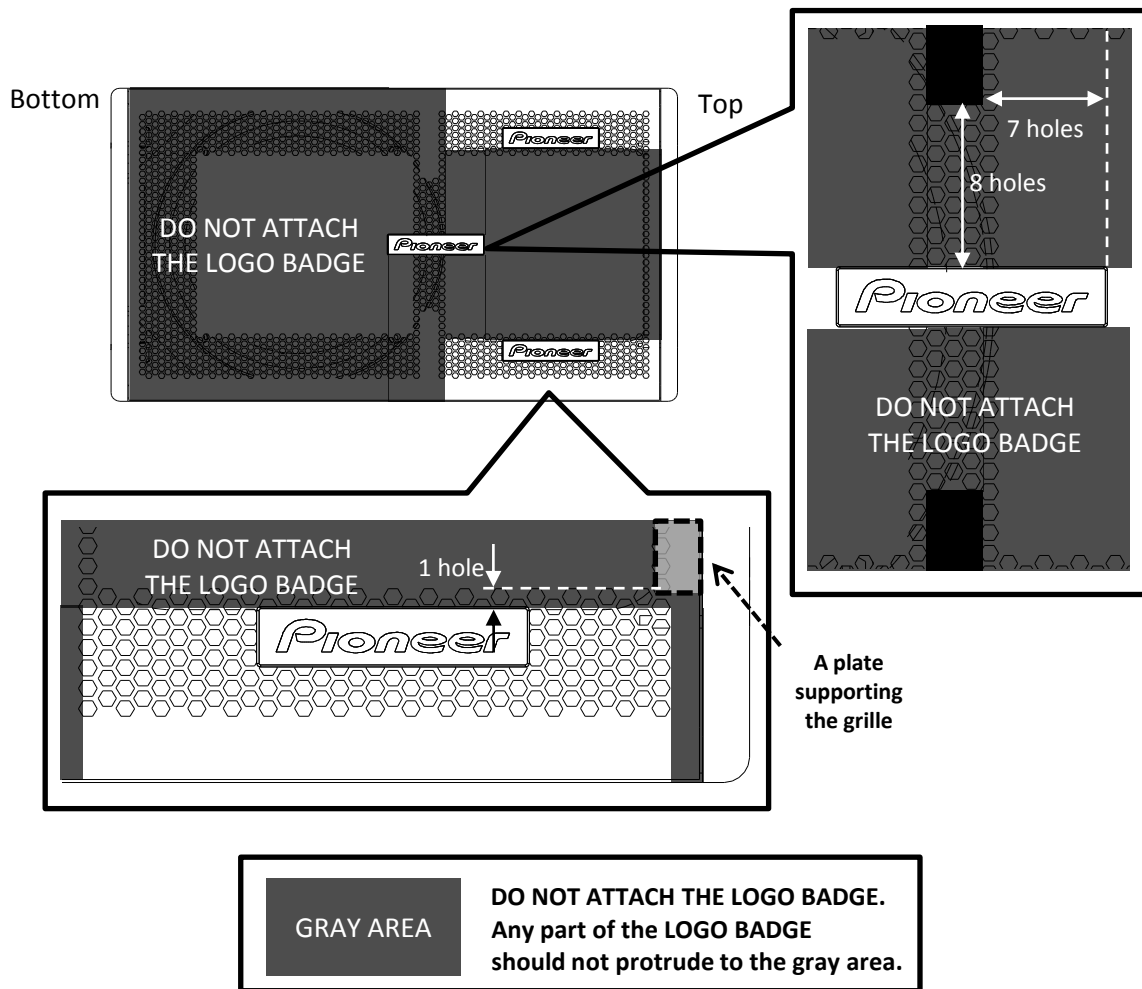 Bottom
Top
Pioneer
DO NOT ATTACH
THE LOGO BADGE
Pioneer
Pioneer
7 holes
8 holes
Pioneer
DO NOT ATTACH
THE LOGO BADGE
DO NOT ATTACH
THE LOGO BADGE
1 hole
Pioneer
A plate
supporting
the grille
GRAY AREA
DO NOT ATTACH THE LOGO BADGE.
Any part of the LOGO BADGE
should not protrude to the gray area.